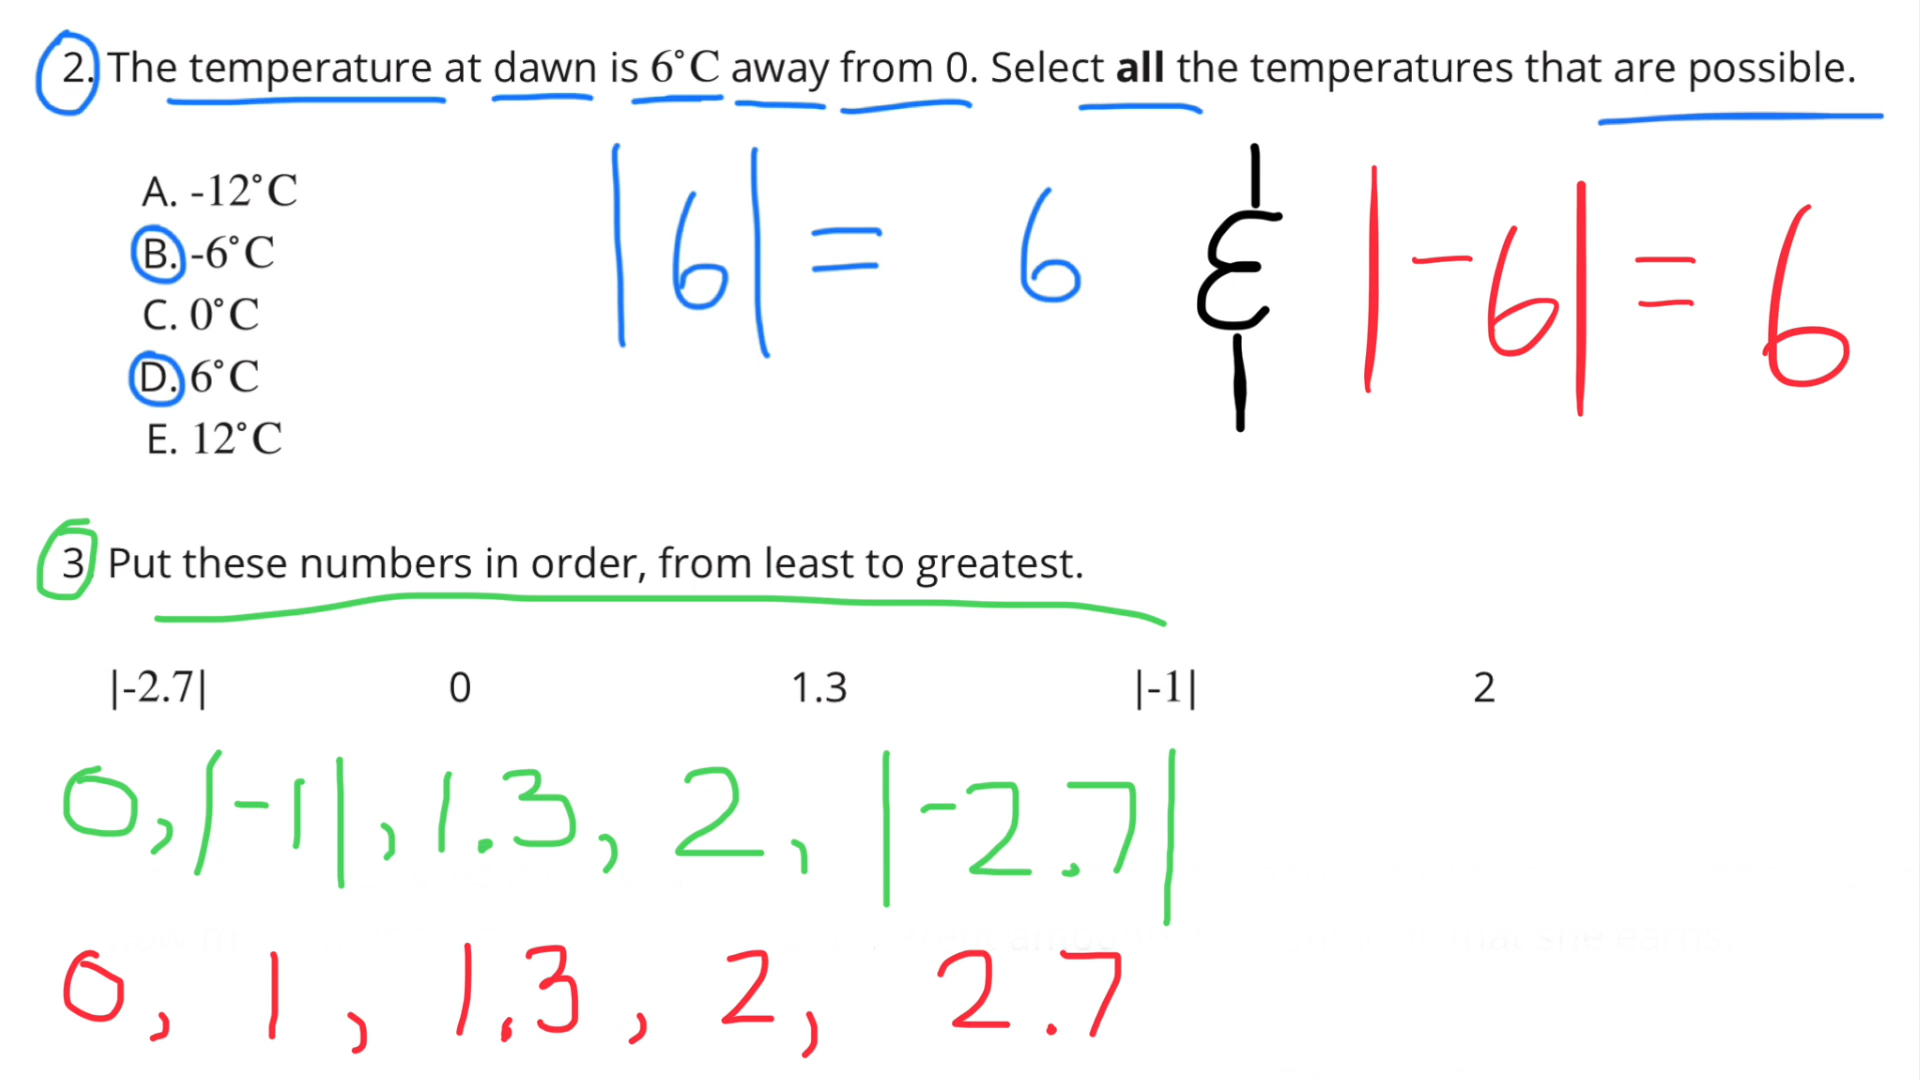 2. The temperature at dawn is 6°C away from 0. Select all the temperatures that are possible.
A. -12°C
B. -6°C
C. 0°C
D. 6°C
E. 12°C
|6| = 6 & |-6| = 6
3 Put these numbers in order, from least to greatest.
|-2.7| 0 1.3 |-1| 2
0, |-1|, 1.3, 2, |-2.7|
0, 1, 1.3, 2, 2.7